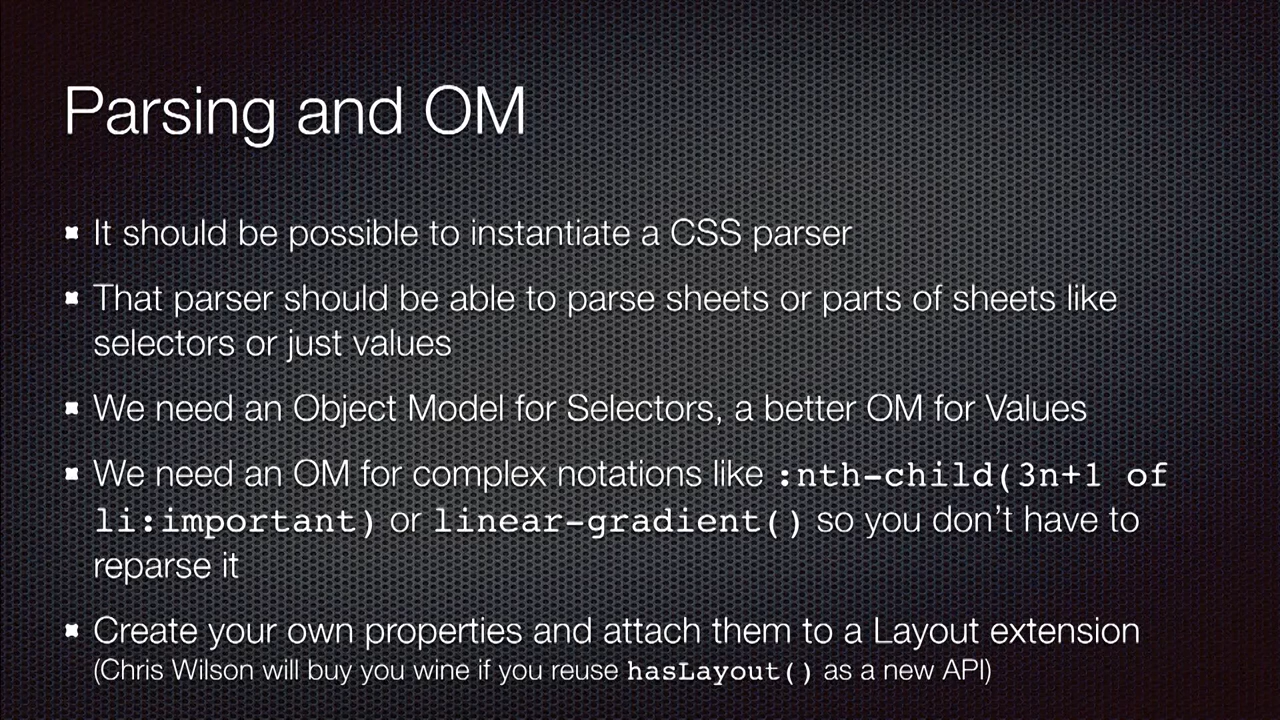 Parsing and OM
It should be possible to instantiate a CSS parser
That parser should be able to parse sheets or parts of sheets like
selectors or just values
We need an Object Model for Selectors, a better OM for Values
We need an OM for complex notations like :nth-child(3n+1 of
li:important) or linear-gradient() so you don’t have to
reparse it
Create your own properties and attach them to a Layout extension
(Chris Wilson will buy you wine if you reuse hasLayout() as a new API)